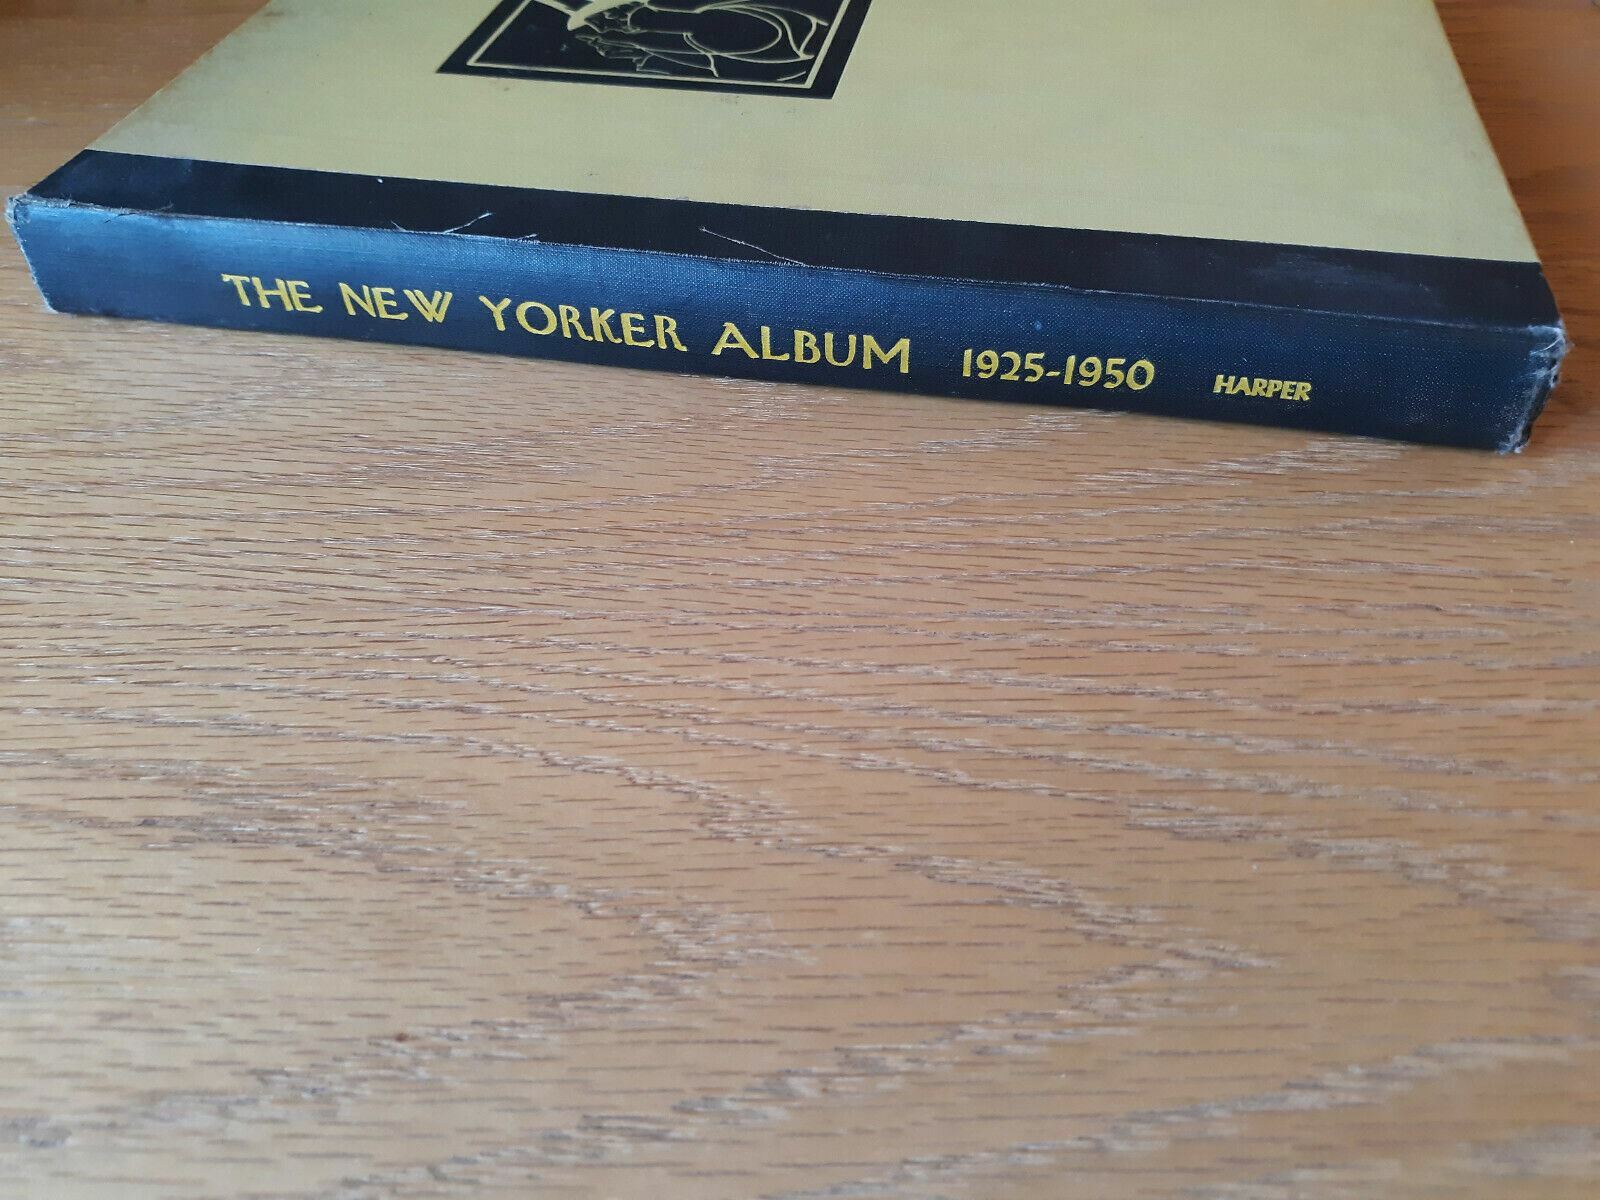 THE NEW YORKER ALBUM 1925-1950 HARPER